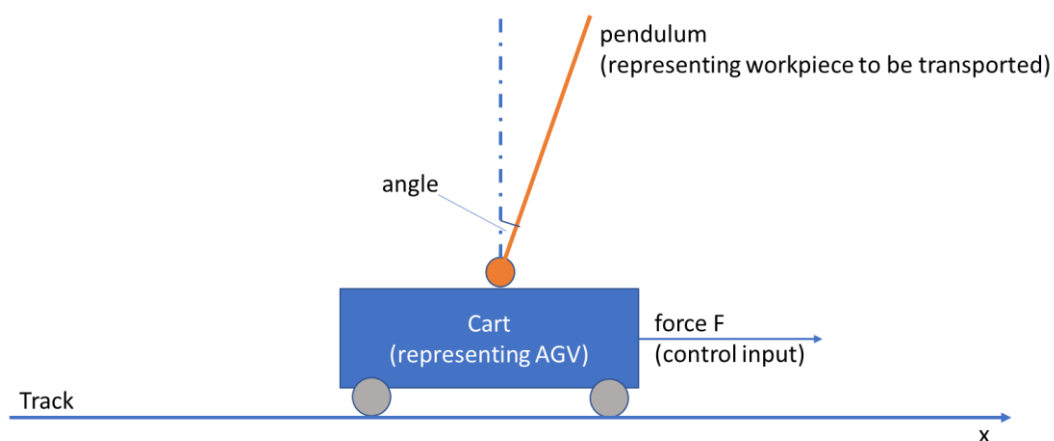 pendulum
(representing workpiece to be transported)
angle
Cart
(representing AGV)
force F
(control input)
Track
x